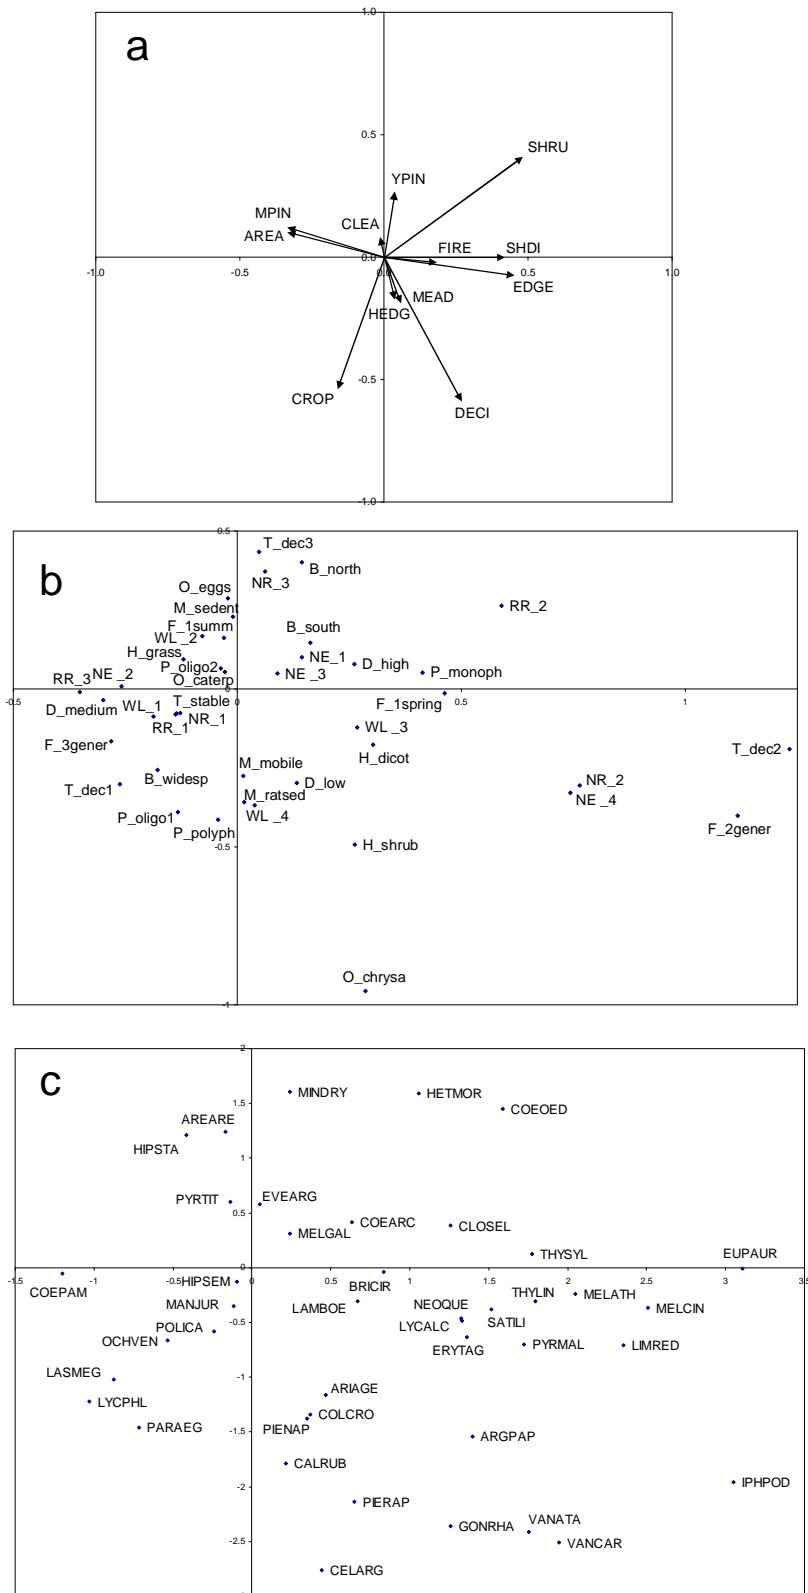 a
1.0
0.5
SHRU
YPIN
MPIN
CLEA
AREA
FIRE
SHDI
0.0
-1.0
-0.5
0.0
0.5
1.0
EDGE
MEAD
HEDG
-0.5
CROP
DECI
-1.0
b
0.5
T_dec3
B_north
NR_3
O_eggs
M_sedent
RR_2
F_1summ
B_south
WL_2
H_grass
NE_1
P_oligo2
D_high
NE_2
NE_3
P_monoph
RR_3
O_caterp
0
-0.5
0.5
1
D_medium
WL_1
T_stable
F_1spring
RR_1
NR_1
WL_3
F_3gener
H_dicot
T_dec2
M_mobile
B_widesp
D_low
NR_2
T_dec1
M_ratsed
NE_4
P_oligo1
WL_4
P_polyph
F_2gener
-0.5
H_shrub
O_chrysa
-1
c
2
1.5
MINDRY
HETMOR
COEOED
AREARE
HIPSTA
1
PYRTIT
EVEARG
0.5
COEARC
CLOSEL
MELGAL
THYSYL
EUPAUR
0
-1.5
-1
-0.5
0
0.5
1
1.5
2
2.5
3
3.5
HIPSEM
COEPAM
BRICIR
MANJUR
LAMBOE
NEOQUE
THYLIN
MELATH
MELCIN
-0.5
POLICA
LYCALC
SATILI
OCHVEN
ERYTAG
PYRMAL
LIMRED
LASMEG
-1
ARIAGE
LYCPHL
COLCRO
PARAEG
PIENAP
-1.5
ARGPAP
CALRUB
IPHPOD
-2
PIERAP
GONRHA
VANATA
-2.5
VANCAR
CELARG